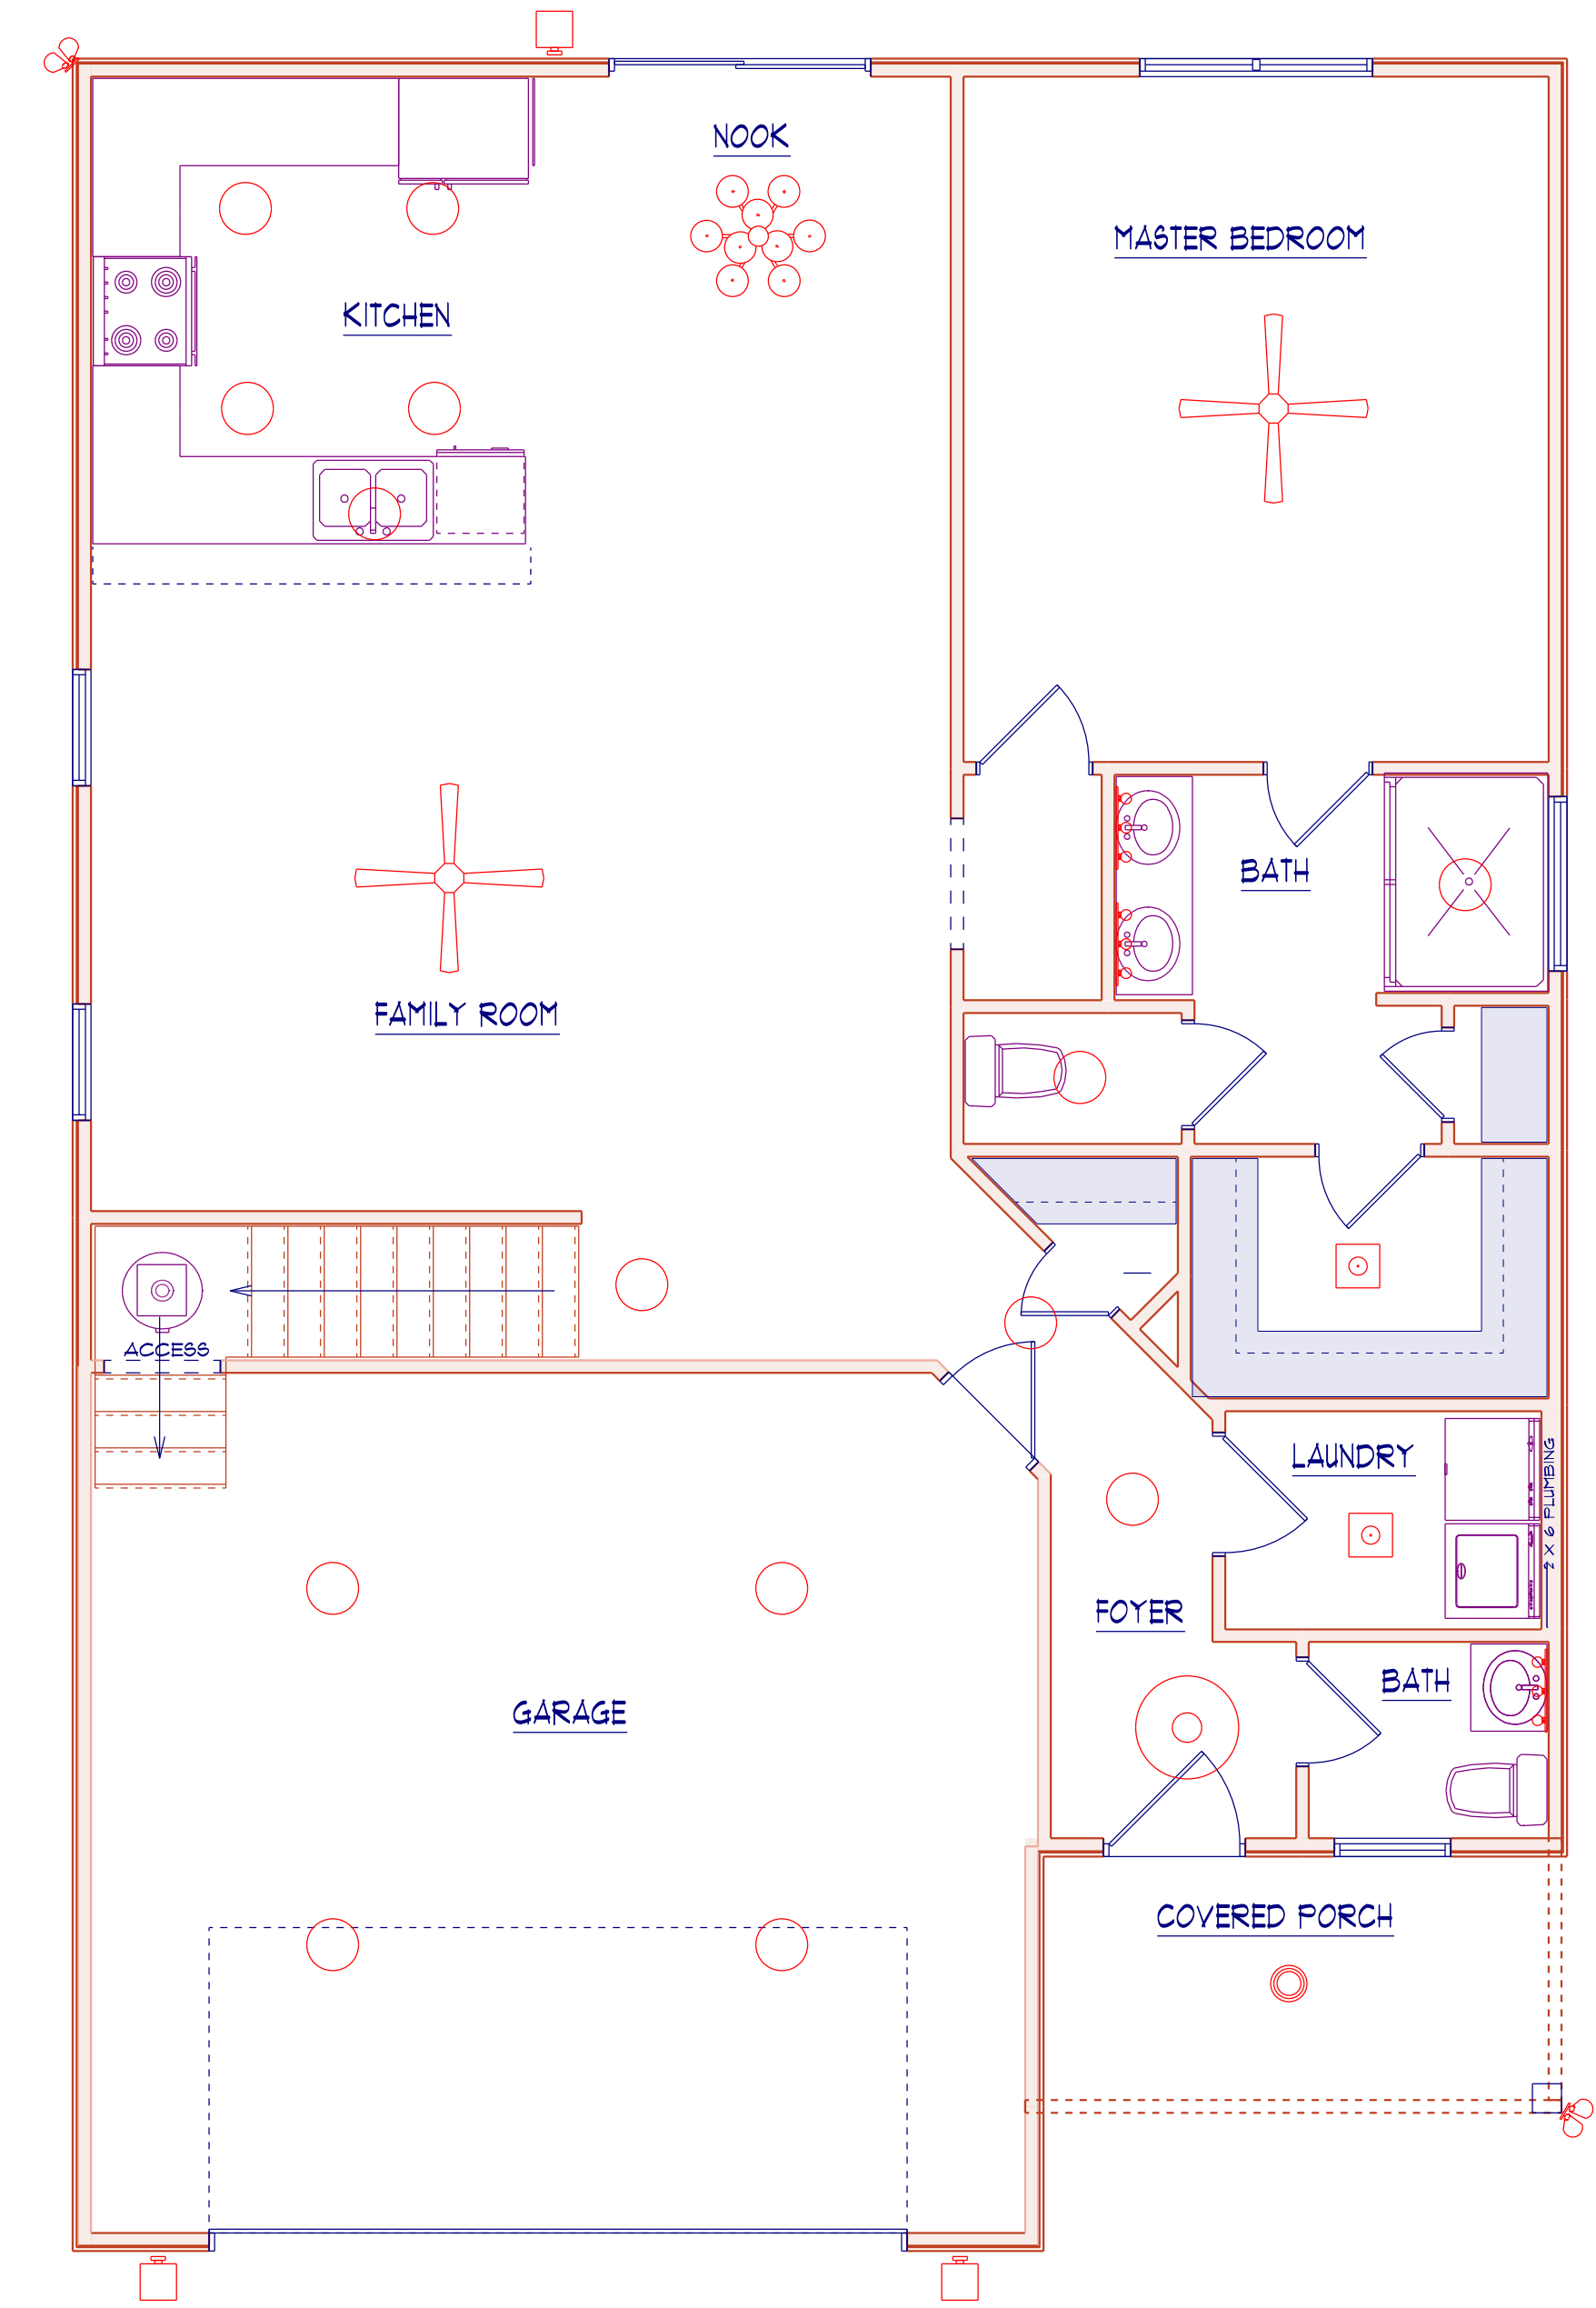 NOOK
MASTER BEDROOM
KITCHEN
BATH
FAMILY ROOM
ACCESS
LAUNDRY
2 X 6 PLUMBING
FOYER
BATH
GARAGE
COVERED PORCH